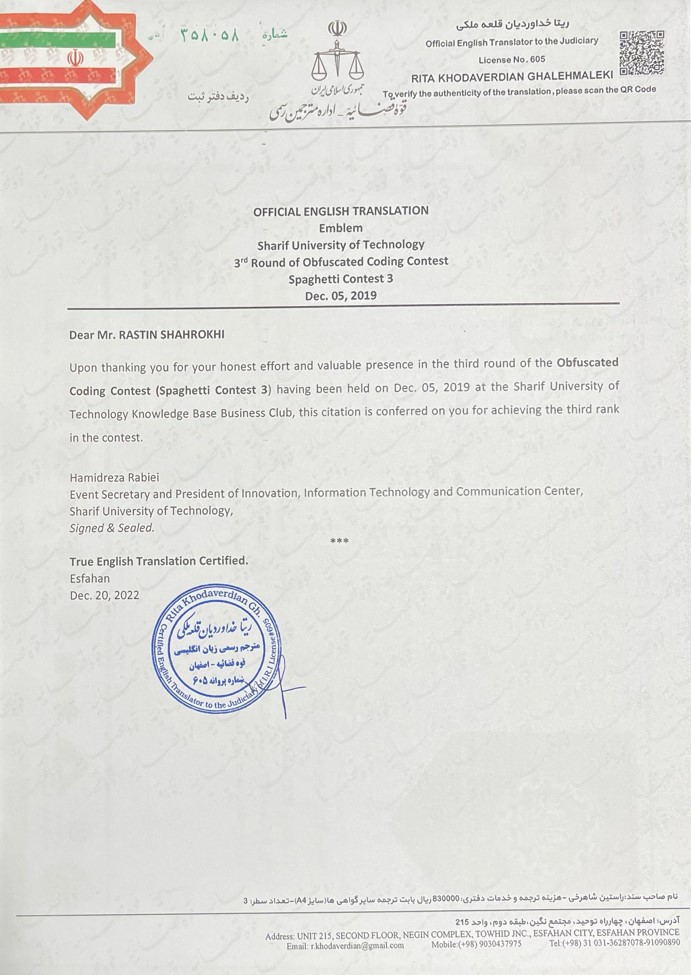 شماره ۳۵۸۰۵۸
ردیف دفتر ثبت
جمهوری اسلامی ایران
قوه قضائیه - اداره مترجمین رسمی
ریتا خداوردیان قلعه ملکی
Official English Translator to the Judiciary
License No. 605
RITA KHODAVERDIAN GHALEHMALEKI
To verify the authenticity of the translation, please scan the QR Code
OFFICIAL ENGLISH TRANSLATION
Emblem
Sharif University of Technology
3rd Round of Obfuscated Coding Contest
Spaghetti Contest 3
Dec. 05, 2019
Dear Mr. RASTIN SHAHROKHI
Upon thanking you for your honest effort and valuable presence in the third round of the Obfuscated
Coding Contest (Spaghetti Contest 3) having been held on Dec. 05, 2019 at the Sharif University of
Technology Knowledge Base Business Club, this citation is conferred on you for achieving the third rank
in the contest.
Hamidreza Rabiei
Event Secretary and President of Innovation, Information Technology and Communication Center,
Sharif University of Technology,
Signed & Sealed.
***
True English Translation Certified.
Esfahan
Dec. 20, 2022
Rita Khodaverdian Gh.
ریتا خداوردیان قلعه ملکی
مترجم رسمی زبان انگلیسی
قوه قضائیه - اصفهان
شماره پروانه ۶۰۵
Certified English Translator to the Judiciary of I.R.I License #605
نام صاحب سند: راستین شاهرخی - هزینه ترجمه و خدمات دفتری: 830000 ریال بابت ترجمه سایر گواهی ها (سایز A4) - تعداد سطر: 3
آدرس: اصفهان، چهارراه توحید، مجتمع نگین، طبقه دوم، واحد 215
Address: UNIT 215, SECOND FLOOR, NEGIN COMPLEX, TOWHID JNC., ESFAHAN CITY, ESFAHAN PROVINCE
Email: r.khodaverdian@gmail.com Mobile:(+98) 9030437975 Tel:(+98) 31 031-36287078-91090890